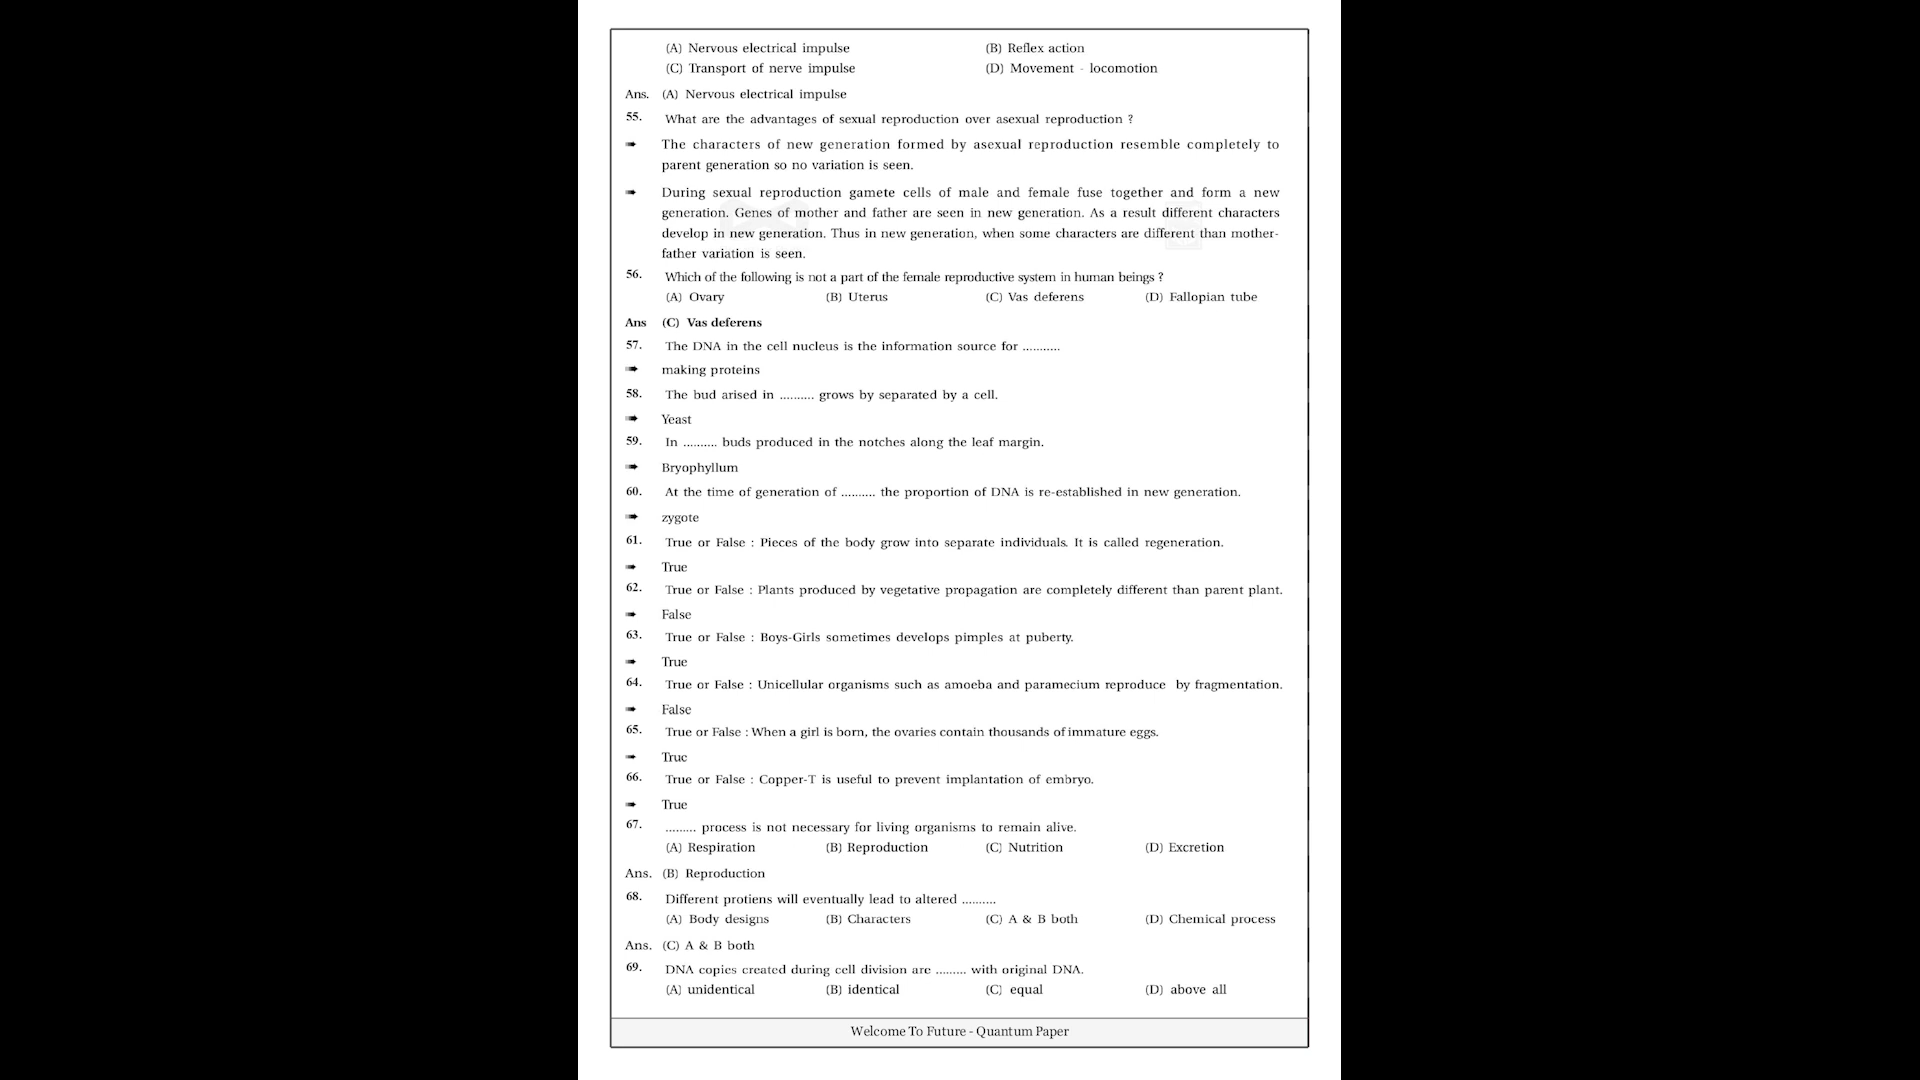 (A) Nervous electrical impulse (B) Reflex action
(C) Transport of nerve impulse (D) Movement - locomotion
Ans. (A) Nervous electrical impulse
55. What are the advantages of sexual reproduction over asexual reproduction ?
➠ The characters of new generation formed by asexual reproduction resemble completely to
parent generation so no variation is seen.
➠ During sexual reproduction gamete cells of male and female fuse together and form a new
generation. Genes of mother and father are seen in new generation. As a result different characters
develop in new generation. Thus in new generation, when some characters are different than mother-
father variation is seen.
56. Which of the following is not a part of the female reproductive system in human beings ?
(A) Ovary (B) Uterus (C) Vas deferens (D) Fallopian tube
Ans (C) Vas deferens
57. The DNA in the cell nucleus is the information source for ...........
➠ making proteins
58. The bud arised in .......... grows by separated by a cell.
➠ Yeast
59. In .......... buds produced in the notches along the leaf margin.
➠ Bryophyllum
60. At the time of generation of .......... the proportion of DNA is re-established in new generation.
➠ zygote
61. True or False : Pieces of the body grow into separate individuals. It is called regeneration.
➠ True
62. True or False : Plants produced by vegetative propagation are completely different than parent plant.
➠ False
63. True or False : Boys-Girls sometimes develops pimples at puberty.
➠ True
64. True or False : Unicellular organisms such as amoeba and paramecium reproduce by fragmentation.
➠ False
65. True or False : When a girl is born, the ovaries contain thousands of immature eggs.
➠ True
66. True or False : Copper-T is useful to prevent implantation of embryo.
➠ True
67. ......... process is not necessary for living organisms to remain alive.
(A) Respiration (B) Reproduction (C) Nutrition (D) Excretion
Ans. (B) Reproduction
68. Different protiens will eventually lead to altered ..........
(A) Body designs (B) Characters (C) A & B both (D) Chemical process
Ans. (C) A & B both
69. DNA copies created during cell division are ......... with original DNA.
(A) unidentical (B) identical (C) equal (D) above all
Welcome To Future - Quantum Paper